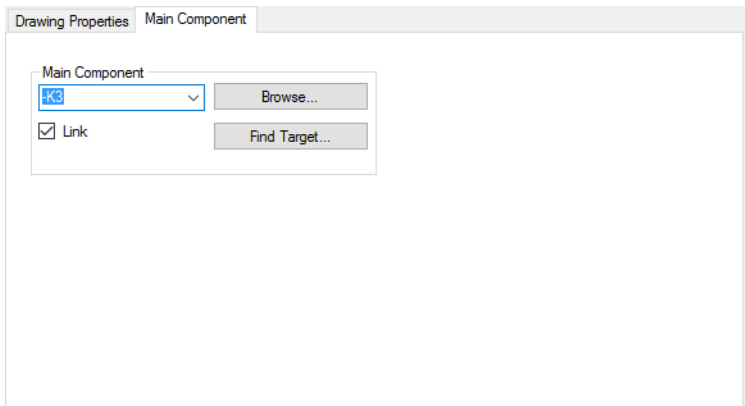 Drawing Properties Main Component
Main Component
-K3 Browse...
Link Find Target...